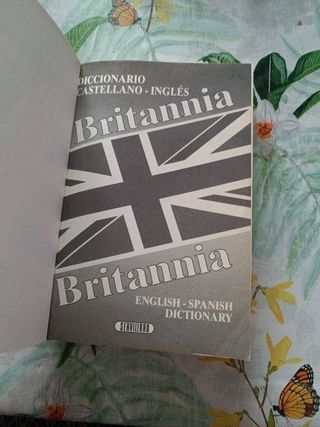 DICCIONARIO
CASTELLANO - INGLÉS
Britannia
Britannia
ENGLISH - SPANISH
DICTIONARY
SERVILIBRO